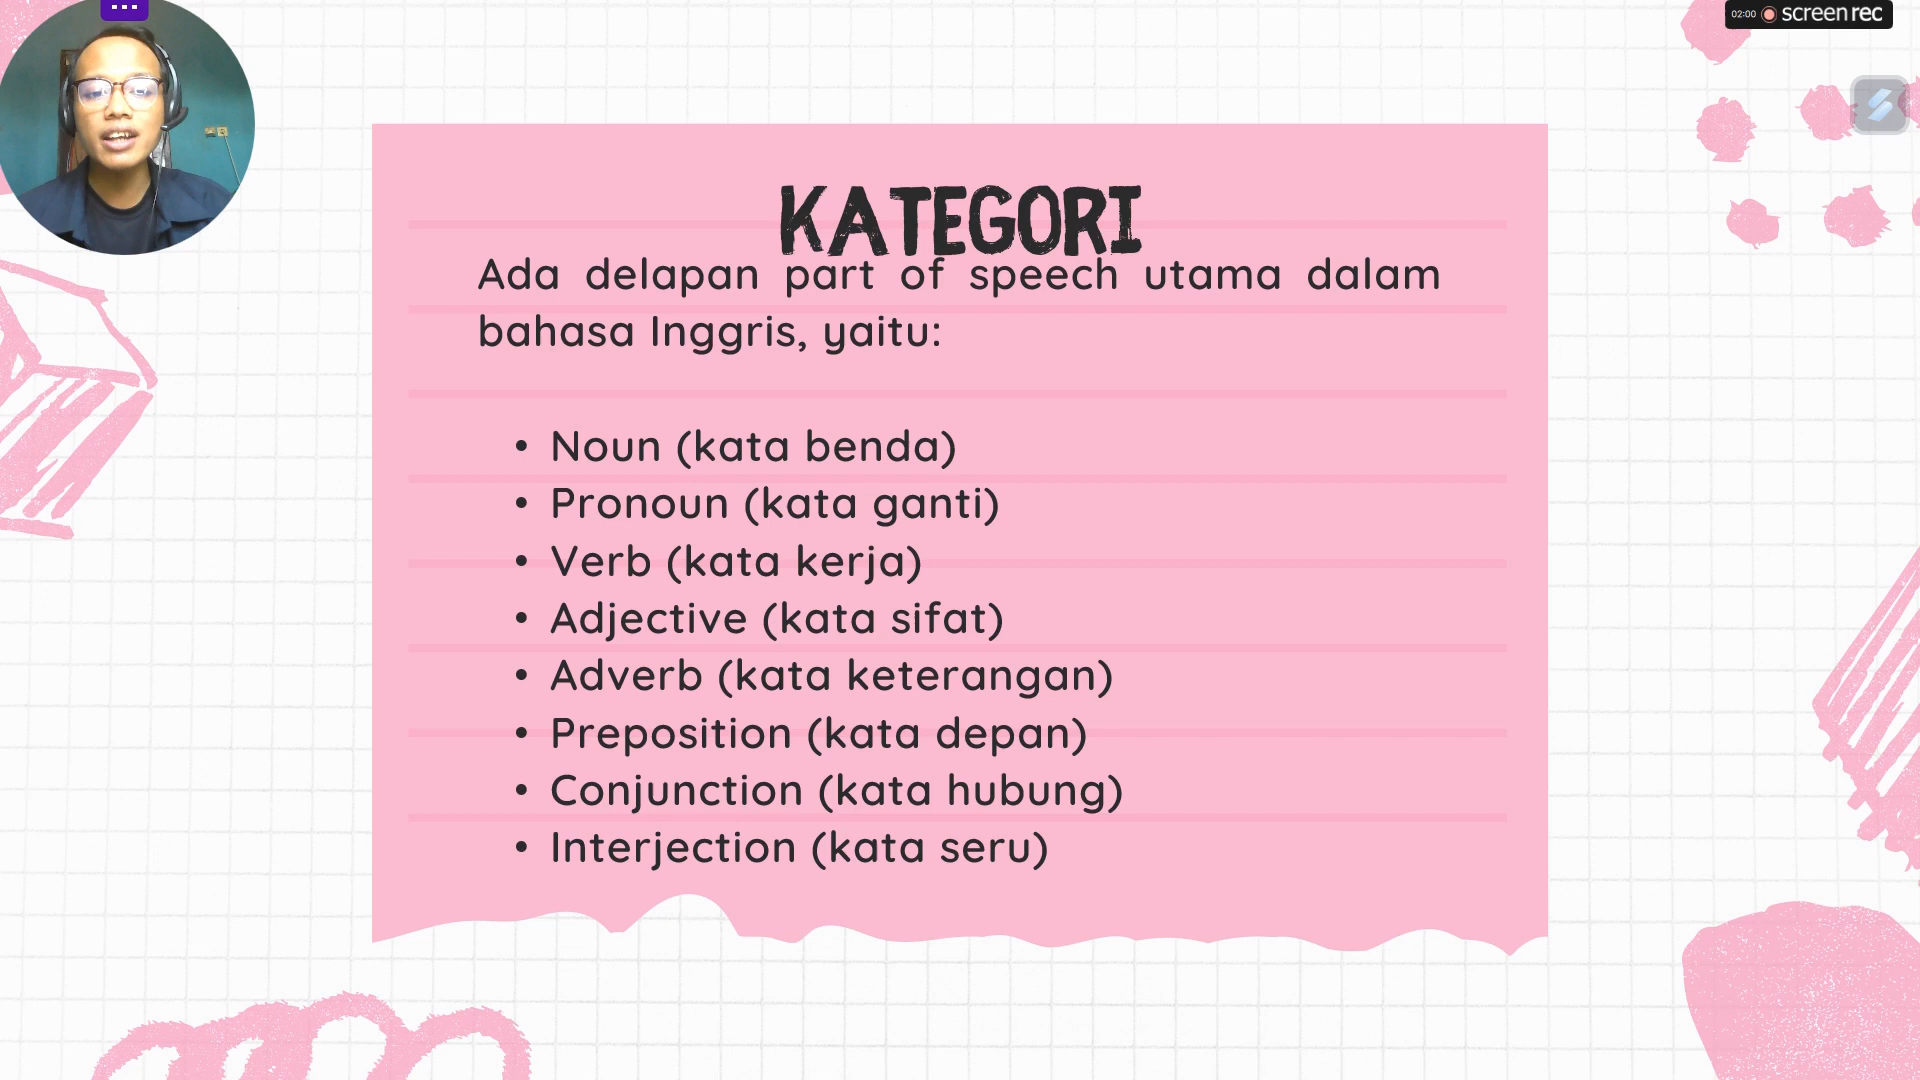 02:00 screenrec
KATEGORI
Ada delapan part of speech utama dalam
bahasa Inggris, yaitu:
• Noun (kata benda)
• Pronoun (kata ganti)
• Verb (kata kerja)
• Adjective (kata sifat)
• Adverb (kata keterangan)
• Preposition (kata depan)
• Conjunction (kata hubung)
• Interjection (kata seru)